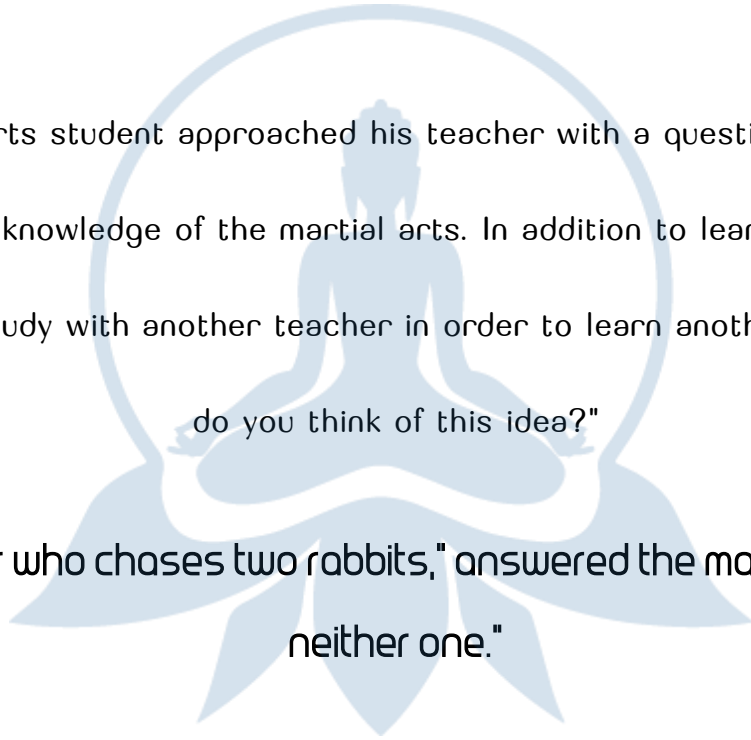 rts student approached his teacher with a questi
knowledge of the martial arts. In addition to lear
udy with another teacher in order to learn anoth
do you think of this idea?"
r who chases two rabbits," answered the ma
neither one."